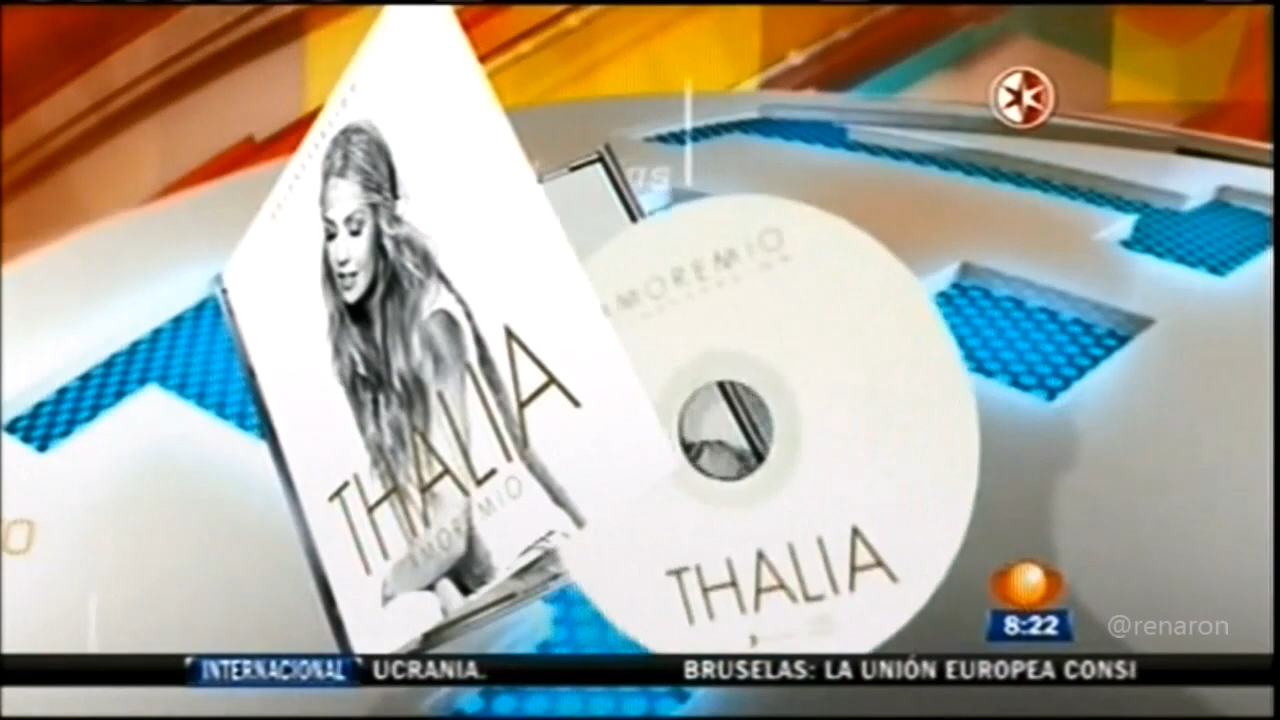 THALIA
AMOREMIO
AMOREMIO
THALIA
8:22
@renaron
INTERNACIONAL UCRANIA. BRUSELAS: LA UNIÓN EUROPEA CONSI